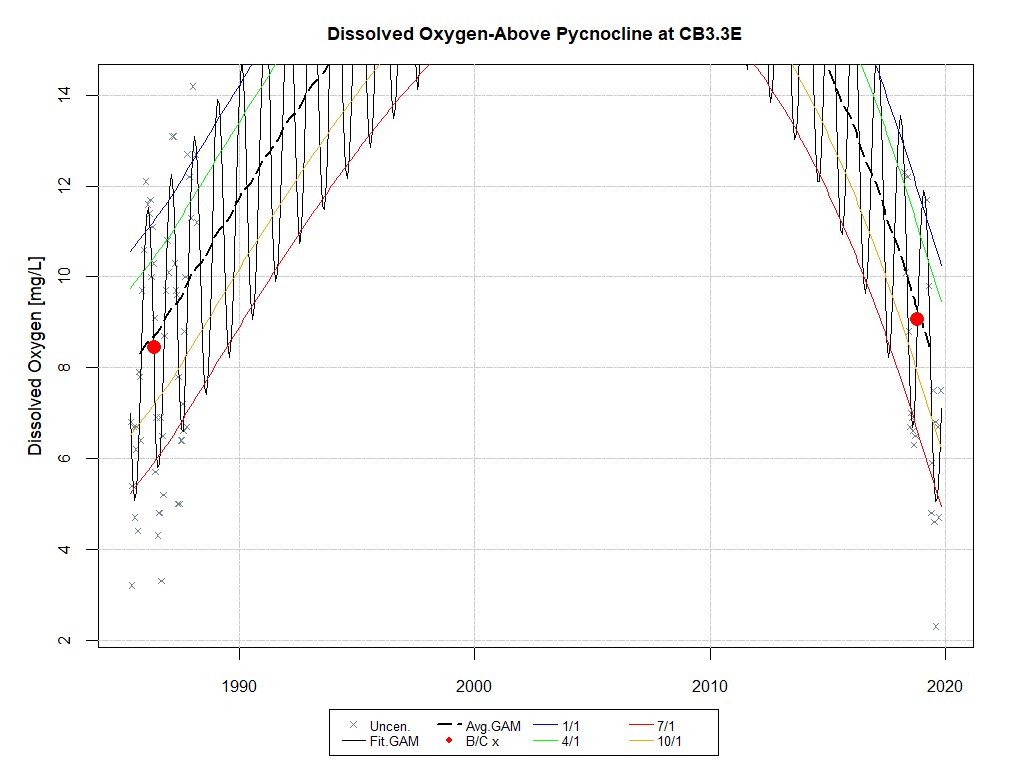 Dissolved Oxygen-Above Pycnocline at CB3.3E
Dissolved Oxygen [mg/L]
14
12
10
8
6
4
2
1990 2000 2010 2020
Uncen. Avg.GAM 1/1 7/1
Fit.GAM B/C x 4/1 10/1